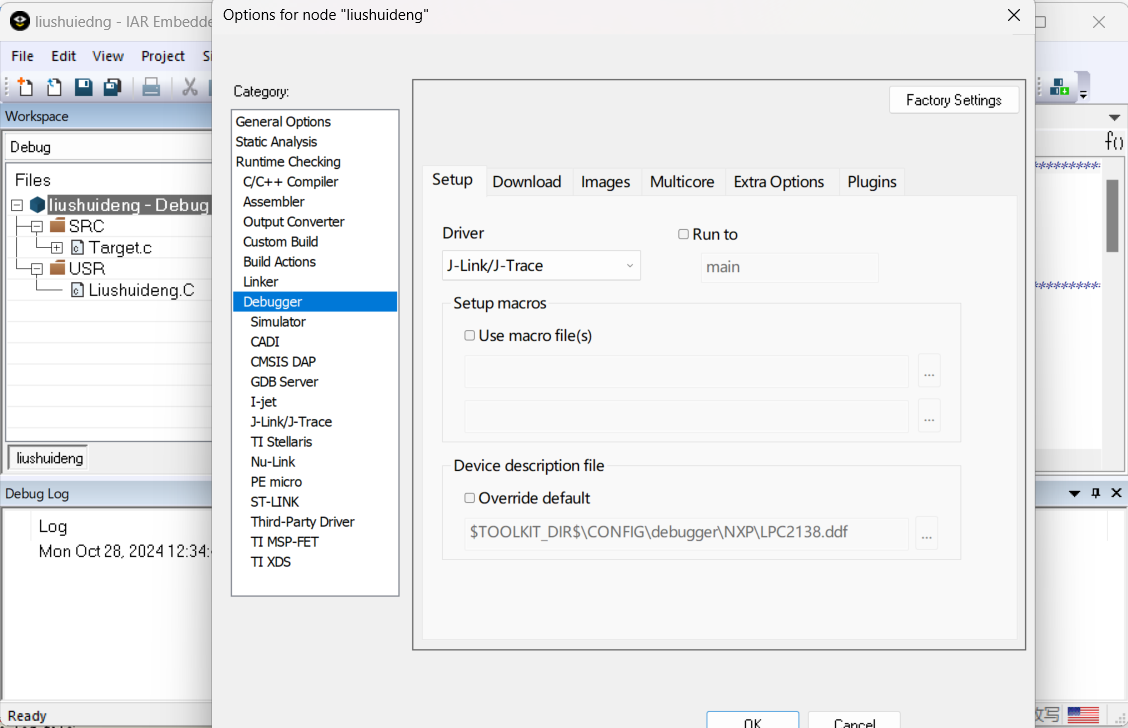 liushuiedng - IAR Embedde
Options for node "liushuideng"
File Edit View Project Si
Workspace
Debug
Files
liushuideng - Debug
SRC
Target.c
USR
Liushuideng.C
liushuideng
Debug Log
Log
Mon Oct 28, 2024 12:34:
Ready
Category:
General Options
Static Analysis
Runtime Checking
C/C++ Compiler
Assembler
Output Converter
Custom Build
Build Actions
Linker
Debugger
Simulator
CADI
CMSIS DAP
GDB Server
I-jet
J-Link/J-Trace
TI Stellaris
Nu-Link
PE micro
ST-LINK
Third-Party Driver
TI MSP-FET
TI XDS
Factory Settings
Setup Download Images Multicore Extra Options Plugins
Driver
Run to
J-Link/J-Trace
main
Setup macros
Use macro file(s)
...
...
Device description file
Override default
$TOOLKIT_DIR$\CONFIG\debugger\NXP\LPC2138.ddf
...
OK Cancel
f()
**********
**********
改写